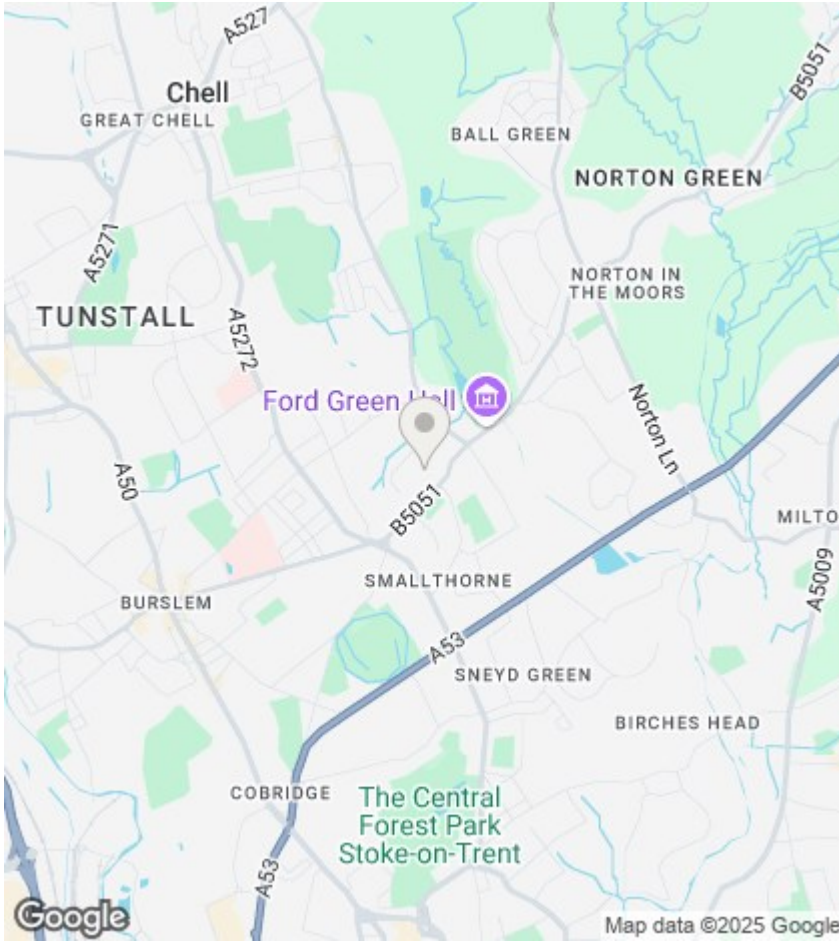 A527
Chell
GREAT CHELL
B5051
BALL GREEN
NORTON GREEN
A5271
NORTON IN
THE MOORS
TUNSTALL
A5272
Ford Green Hall
Norton Ln
A50
B5051
MILTO
A5009
SMALLTHORNE
BURSLEM
A53
SNEYD GREEN
BIRCHES HEAD
COBRIDGE
The Central
Forest Park
Stoke-on-Trent
A53
Google
Map data ©2025 Google